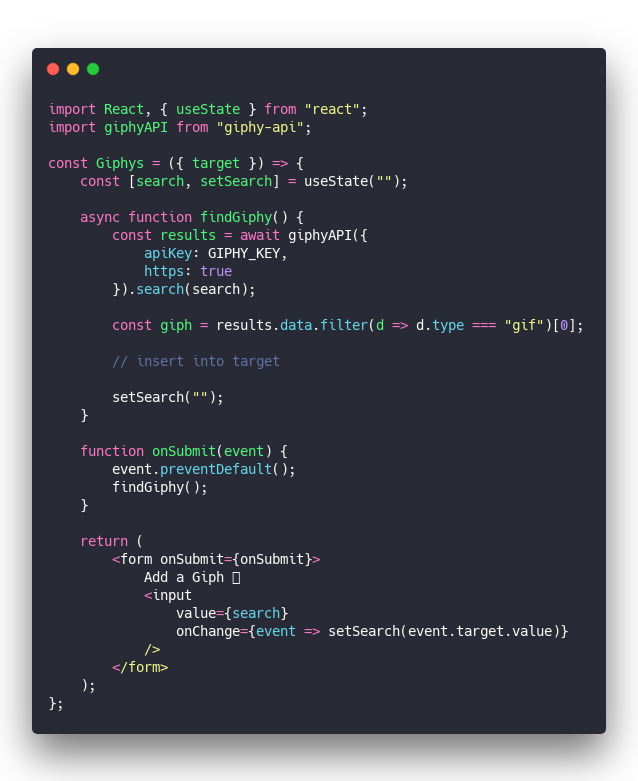 import React, { useState } from "react";
import giphyAPI from "giphy-api";

const Giphys = ({ target }) => {
    const [search, setSearch] = useState("");

    async function findGiphy() {
        const results = await giphyAPI({
            apiKey: GIPHY_KEY,
            https: true
        }).search(search);

        const giph = results.data.filter(d => d.type === "gif")[0];

        // insert into target

        setSearch("");
    }

    function onSubmit(event) {
        event.preventDefault();
        findGiphy();
    }

    return (
        <form onSubmit={onSubmit}>
            Add a Giph
            <input
                value={search}
                onChange={event => setSearch(event.target.value)}
            />
        </form>
    );
};